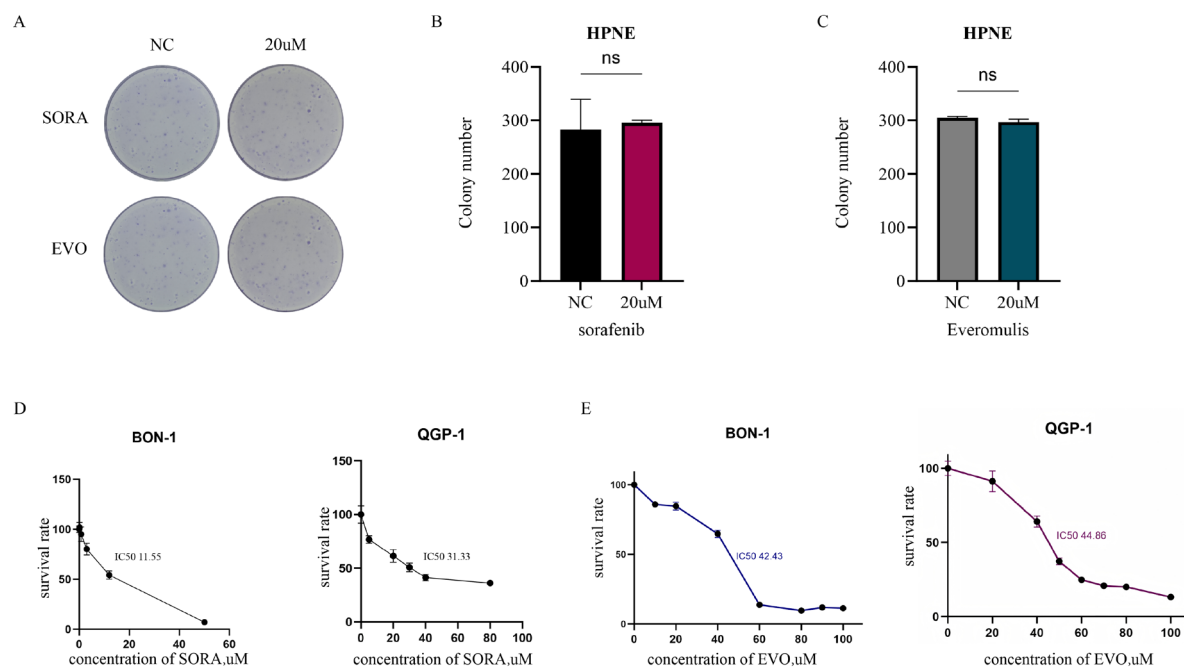 A
NC
20uM
SORA
EVO
B
HPNE
ns
400
300
200
100
0
Colony number
NC
20uM
sorafenib
C
HPNE
ns
400
300
200
100
0
Colony number
NC
20uM
Everomulis
D
BON-1
150
100
50
0
survival rate
IC50 11.55
0
20
40
60
concentration of SORA,uM
QGP-1
150
100
50
0
survival rate
IC50 31.33
0
20
40
60
80
100
concentration of SORA,uM
E
BON-1
100
50
0
survival rate
IC50 42.43
0
20
40
60
80
100
concentration of EVO,uM
QGP-1
100
50
0
survival rate
IC50 44.86
0
20
40
60
80
100
concentration of EVO,uM